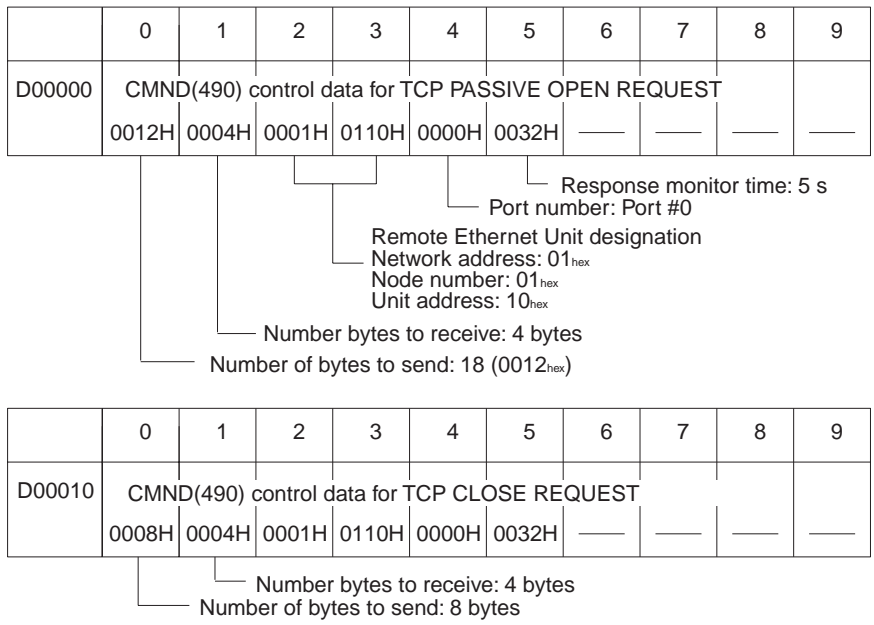 0 1 2 3 4 5 6 7 8 9
D00000 CMND(490) control data for TCP PASSIVE OPEN REQUEST
0012H 0004H 0001H 0110H 0000H 0032H —— —— —— ——
Response monitor time: 5 s
Port number: Port #0
Remote Ethernet Unit designation
Network address: 01hex
Node number: 01hex
Unit address: 10hex
Number bytes to receive: 4 bytes
Number of bytes to send: 18 (0012hex)
0 1 2 3 4 5 6 7 8 9
D00010 CMND(490) control data for TCP CLOSE REQUEST
0008H 0004H 0001H 0110H 0000H 0032H —— —— —— ——
Number bytes to receive: 4 bytes
Number of bytes to send: 8 bytes